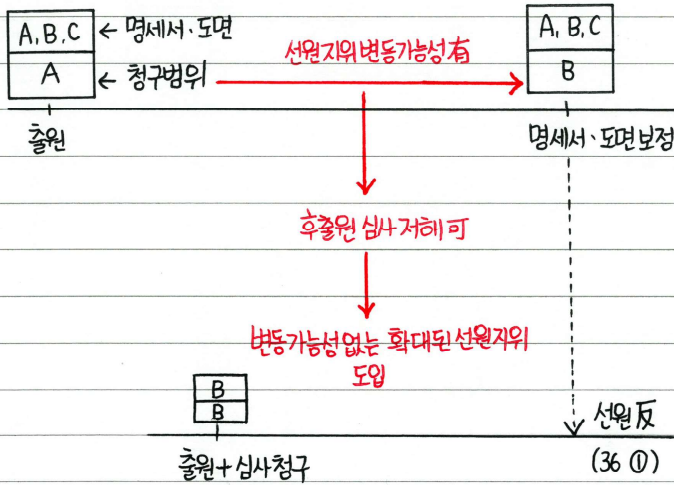 A, B, C ← 명세서·도면
A ← 청구범위
선원지위변동가능성有
A, B, C
B
출원
명세서·도면보정
후출원 심사 저해 可
변동가능성없는 확대된 선원지위
도입
B
B
출원+심사청구
선원 反
(36 ①)